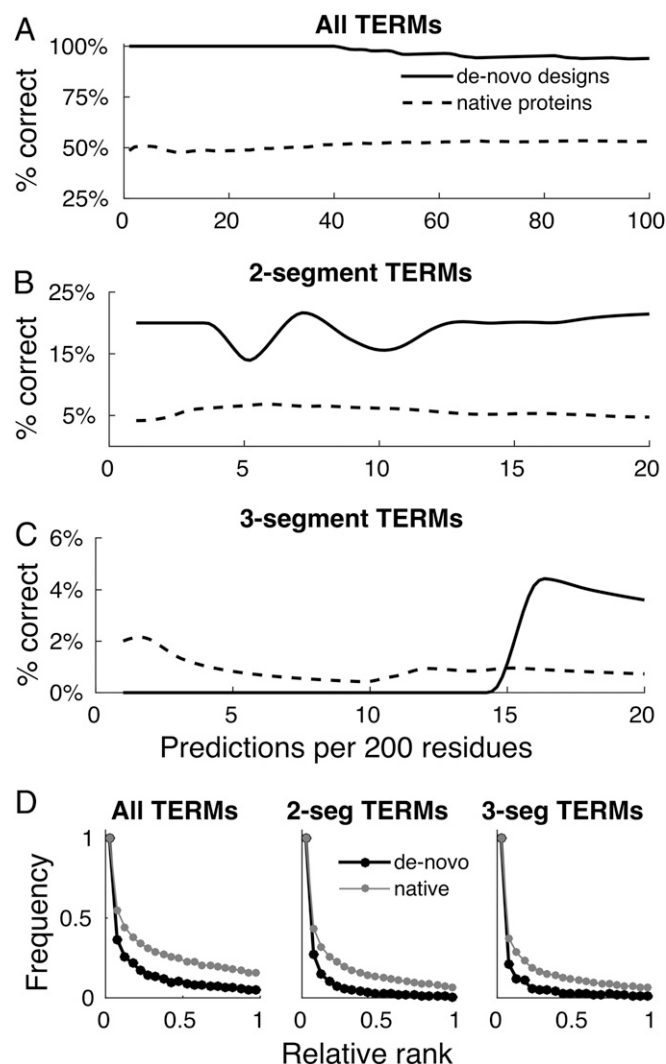 A
All TERMs
100%
75%
50%
25%
% correct
de-novo designs
native proteins
0 20 40 60 80 100
B
2-segment TERMs
25%
15%
5%
% correct
0 5 10 15 20
C
3-segment TERMs
6%
4%
2%
0%
% correct
0 5 10 15 20
Predictions per 200 residues
D
All TERMs 2-seg TERMs 3-seg TERMs
1
0.5
0
Frequency
de-novo
native
0 0.5 1 0 0.5 1 0 0.5 1
Relative rank